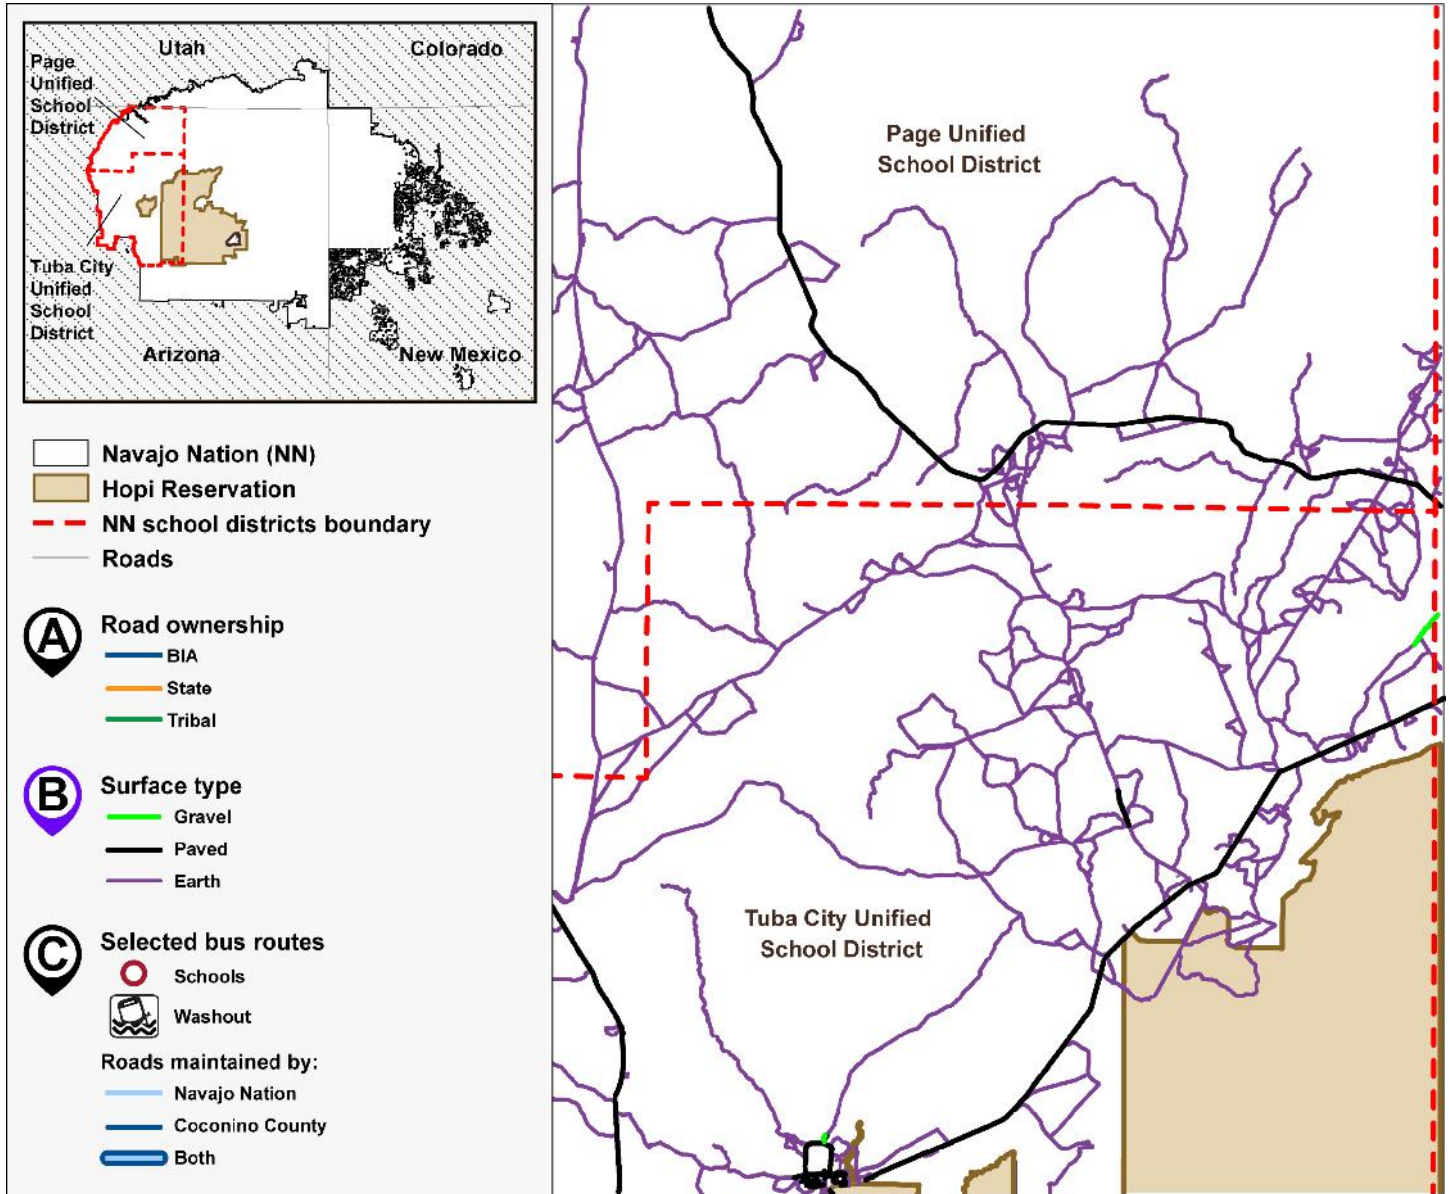 Utah
Colorado
Page
Unified
School
District
Tuba City
Unified
School
District
Arizona
New Mexico
Navajo Nation (NN)
Hopi Reservation
NN school districts boundary
Roads
A
Road ownership
BIA
State
Tribal
B
Surface type
Gravel
Paved
Earth
C
Selected bus routes
Schools
Washout
Roads maintained by:
Navajo Nation
Coconino County
Both
Page Unified
School District
Tuba City Unified
School District